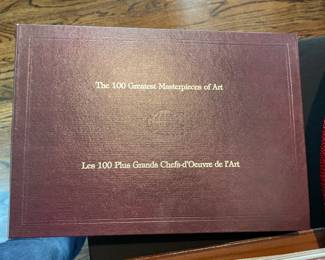 The 100 Greatest Masterpieces of Art
Les 100 Plus Grands Chefs-d'Oeuvre de l'Art